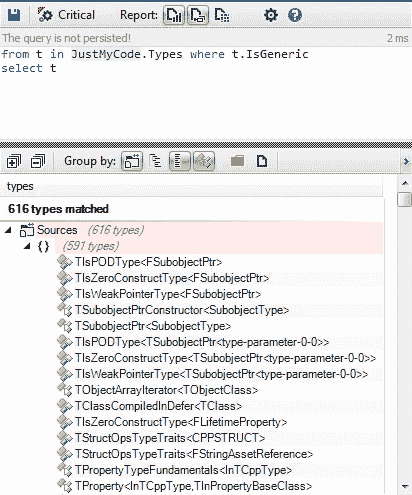 Critical Report:
The query is not persisted! 2 ms
from t in JustMyCode.Types where t.IsGeneric
select t
Group by:
types
616 types matched
Sources (616 types)
{} (591 types)
TIsPODType<FSubobjectPtr>
TIsZeroConstructType<FSubobjectPtr>
TIsWeakPointerType<FSubobjectPtr>
TSubobjectPtrConstructor<SubobjectType>
TSubobjectPtr<SubobjectType>
TIsPODType<TSubobjectPtr<type-parameter-0-0>>
TIsZeroConstructType<TSubobjectPtr<type-parameter-0-0>>
TIsWeakPointerType<TSubobjectPtr<type-parameter-0-0>>
TObjectArrayIterator<TObjectClass>
TClassCompiledInDefer<TClass>
TIsZeroConstructType<FLifetimeProperty>
TStructOpsTypeTraits<CPPSTRUCT>
TStructOpsTypeTraits<FStringAssetReference>
TPropertyTypeFundamentals<InTCppType>
TProperty<InTCppType,TInPropertyBaseClass>